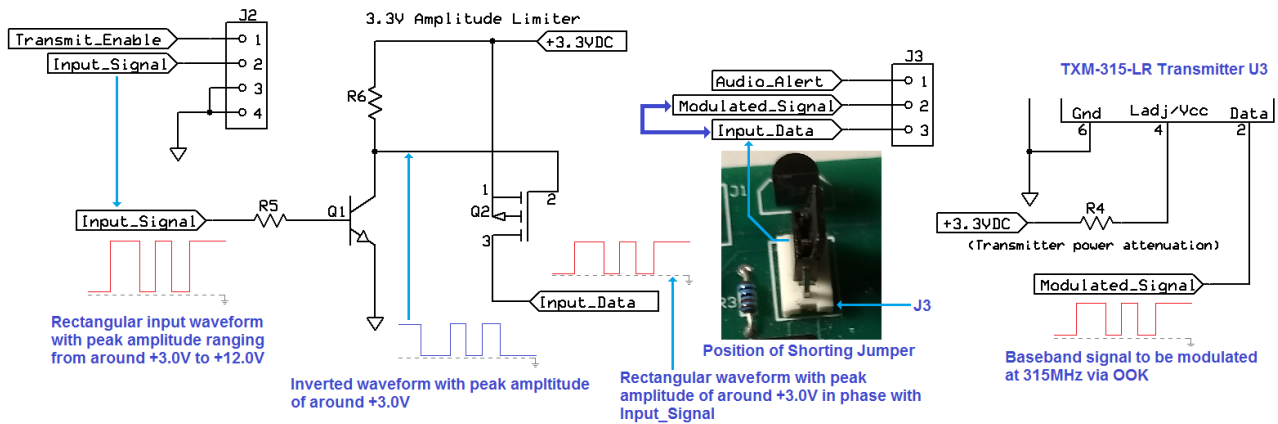 J2
Transmit_Enable
1
Input_Signal
2
3
4
3.3V Amplitude Limiter
+3.3VDC
R6
Input_Signal
R5
Q1
1
Q2
2
3
Input_Data
Rectangular input waveform
with peak amplitude ranging
from around +3.0V to +12.0V
Inverted waveform with peak ampltitude
of around +3.0V
J3
Audio_Alert
1
Modulated_Signal
2
Input_Data
3
J1
R3
J3
Position of Shorting Jumper
Rectangular waveform with peak
amplitude of around +3.0V in phase with
Input_Signal
TXM-315-LR Transmitter U3
Gnd
Ladj/Vcc
Data
6
4
2
R4
+3.3VDC
(Transmitter power attenuation)
Modulated_Signal
Baseband signal to be modulated
at 315MHz via OOK